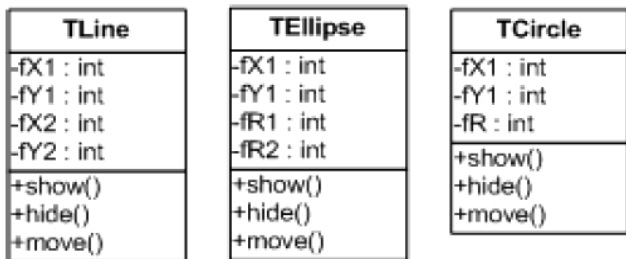 TLine
-fX1 : int
-fY1 : int
-fX2 : int
-fY2 : int
+show()
+hide()
+move()
TEllipse
-fX1 : int
-fY1 : int
-fR1 : int
-fR2 : int
+show()
+hide()
+move()
TCircle
-fX1 : int
-fY1 : int
-fR : int
+show()
+hide()
+move()